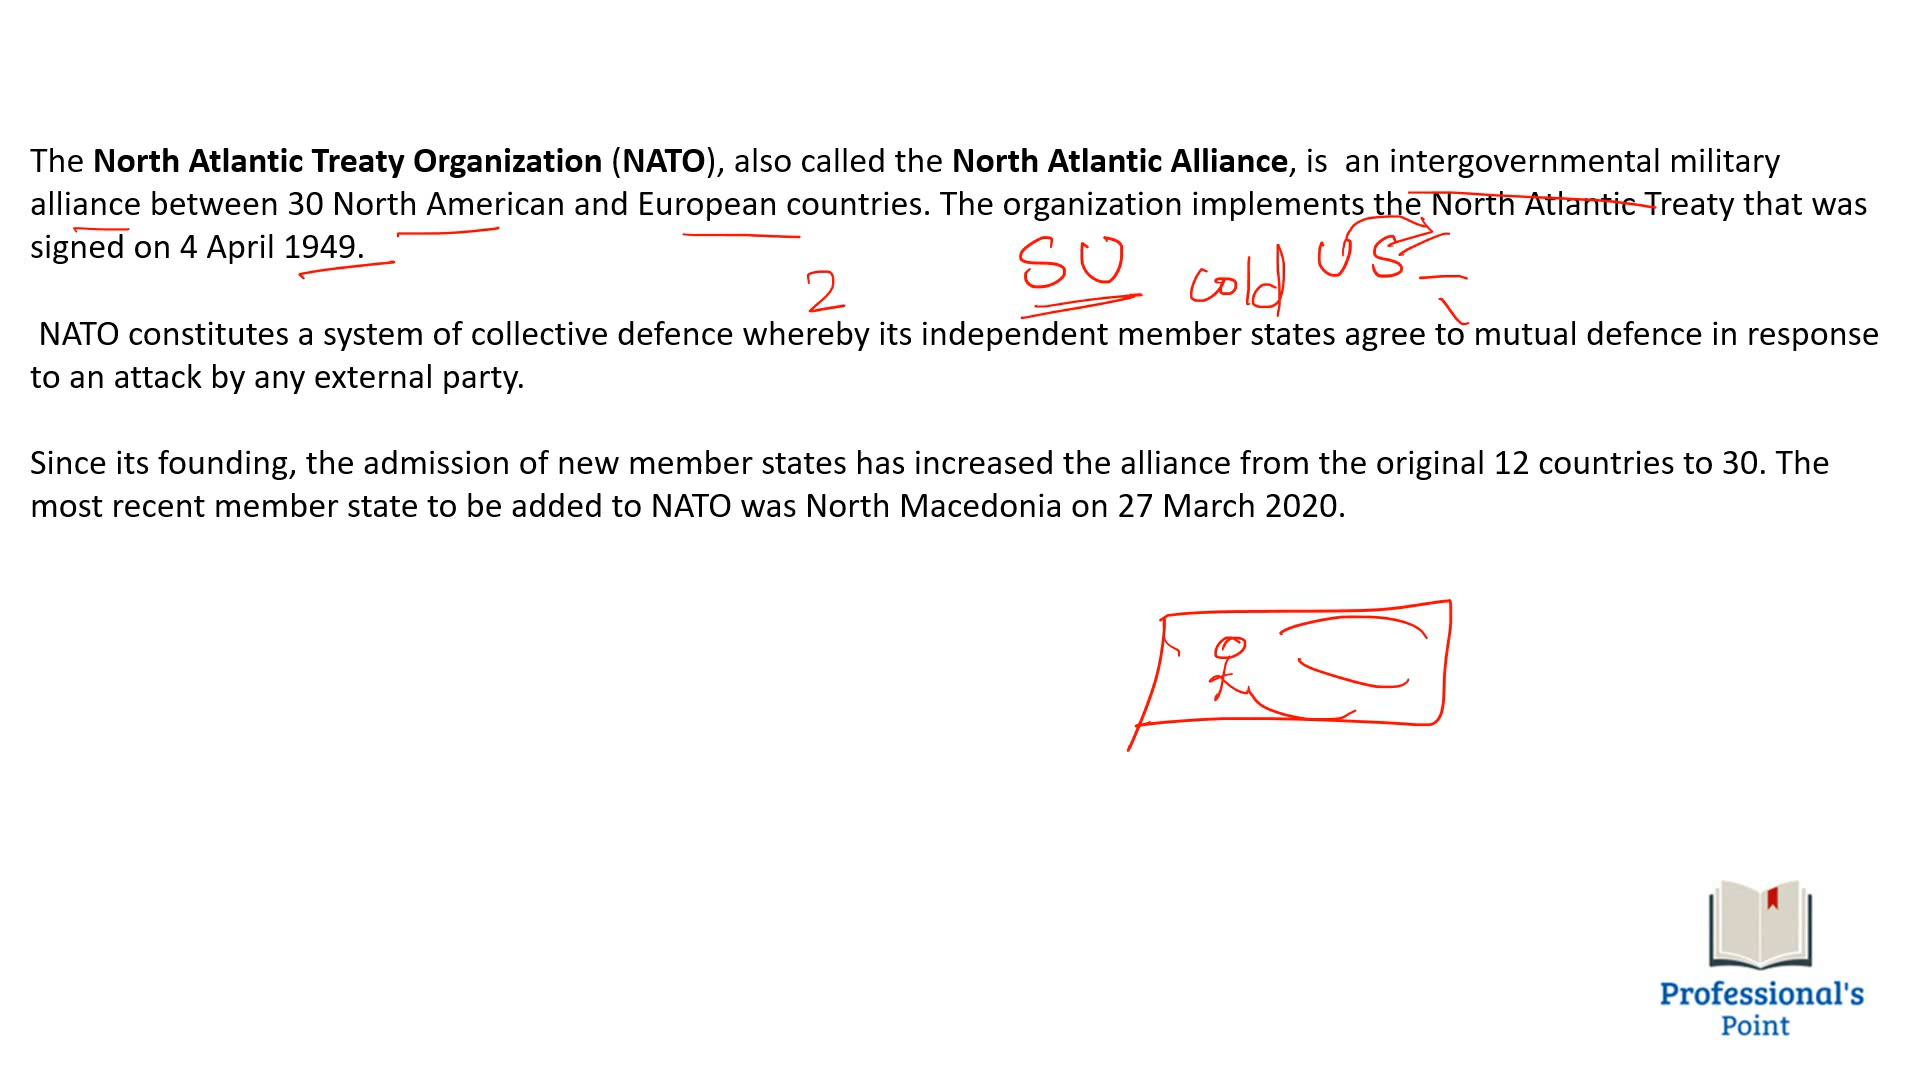 The North Atlantic Treaty Organization (NATO), also called the North Atlantic Alliance, is  an intergovernmental military
alliance between 30 North American and European countries. The organization implements the North Atlantic Treaty that was
signed on 4 April 1949.
2 SU cold US
NATO constitutes a system of collective defence whereby its independent member states agree to mutual defence in response
to an attack by any external party.
Since its founding, the admission of new member states has increased the alliance from the original 12 countries to 30. The
most recent member state to be added to NATO was North Macedonia on 27 March 2020.
Professional's
Point